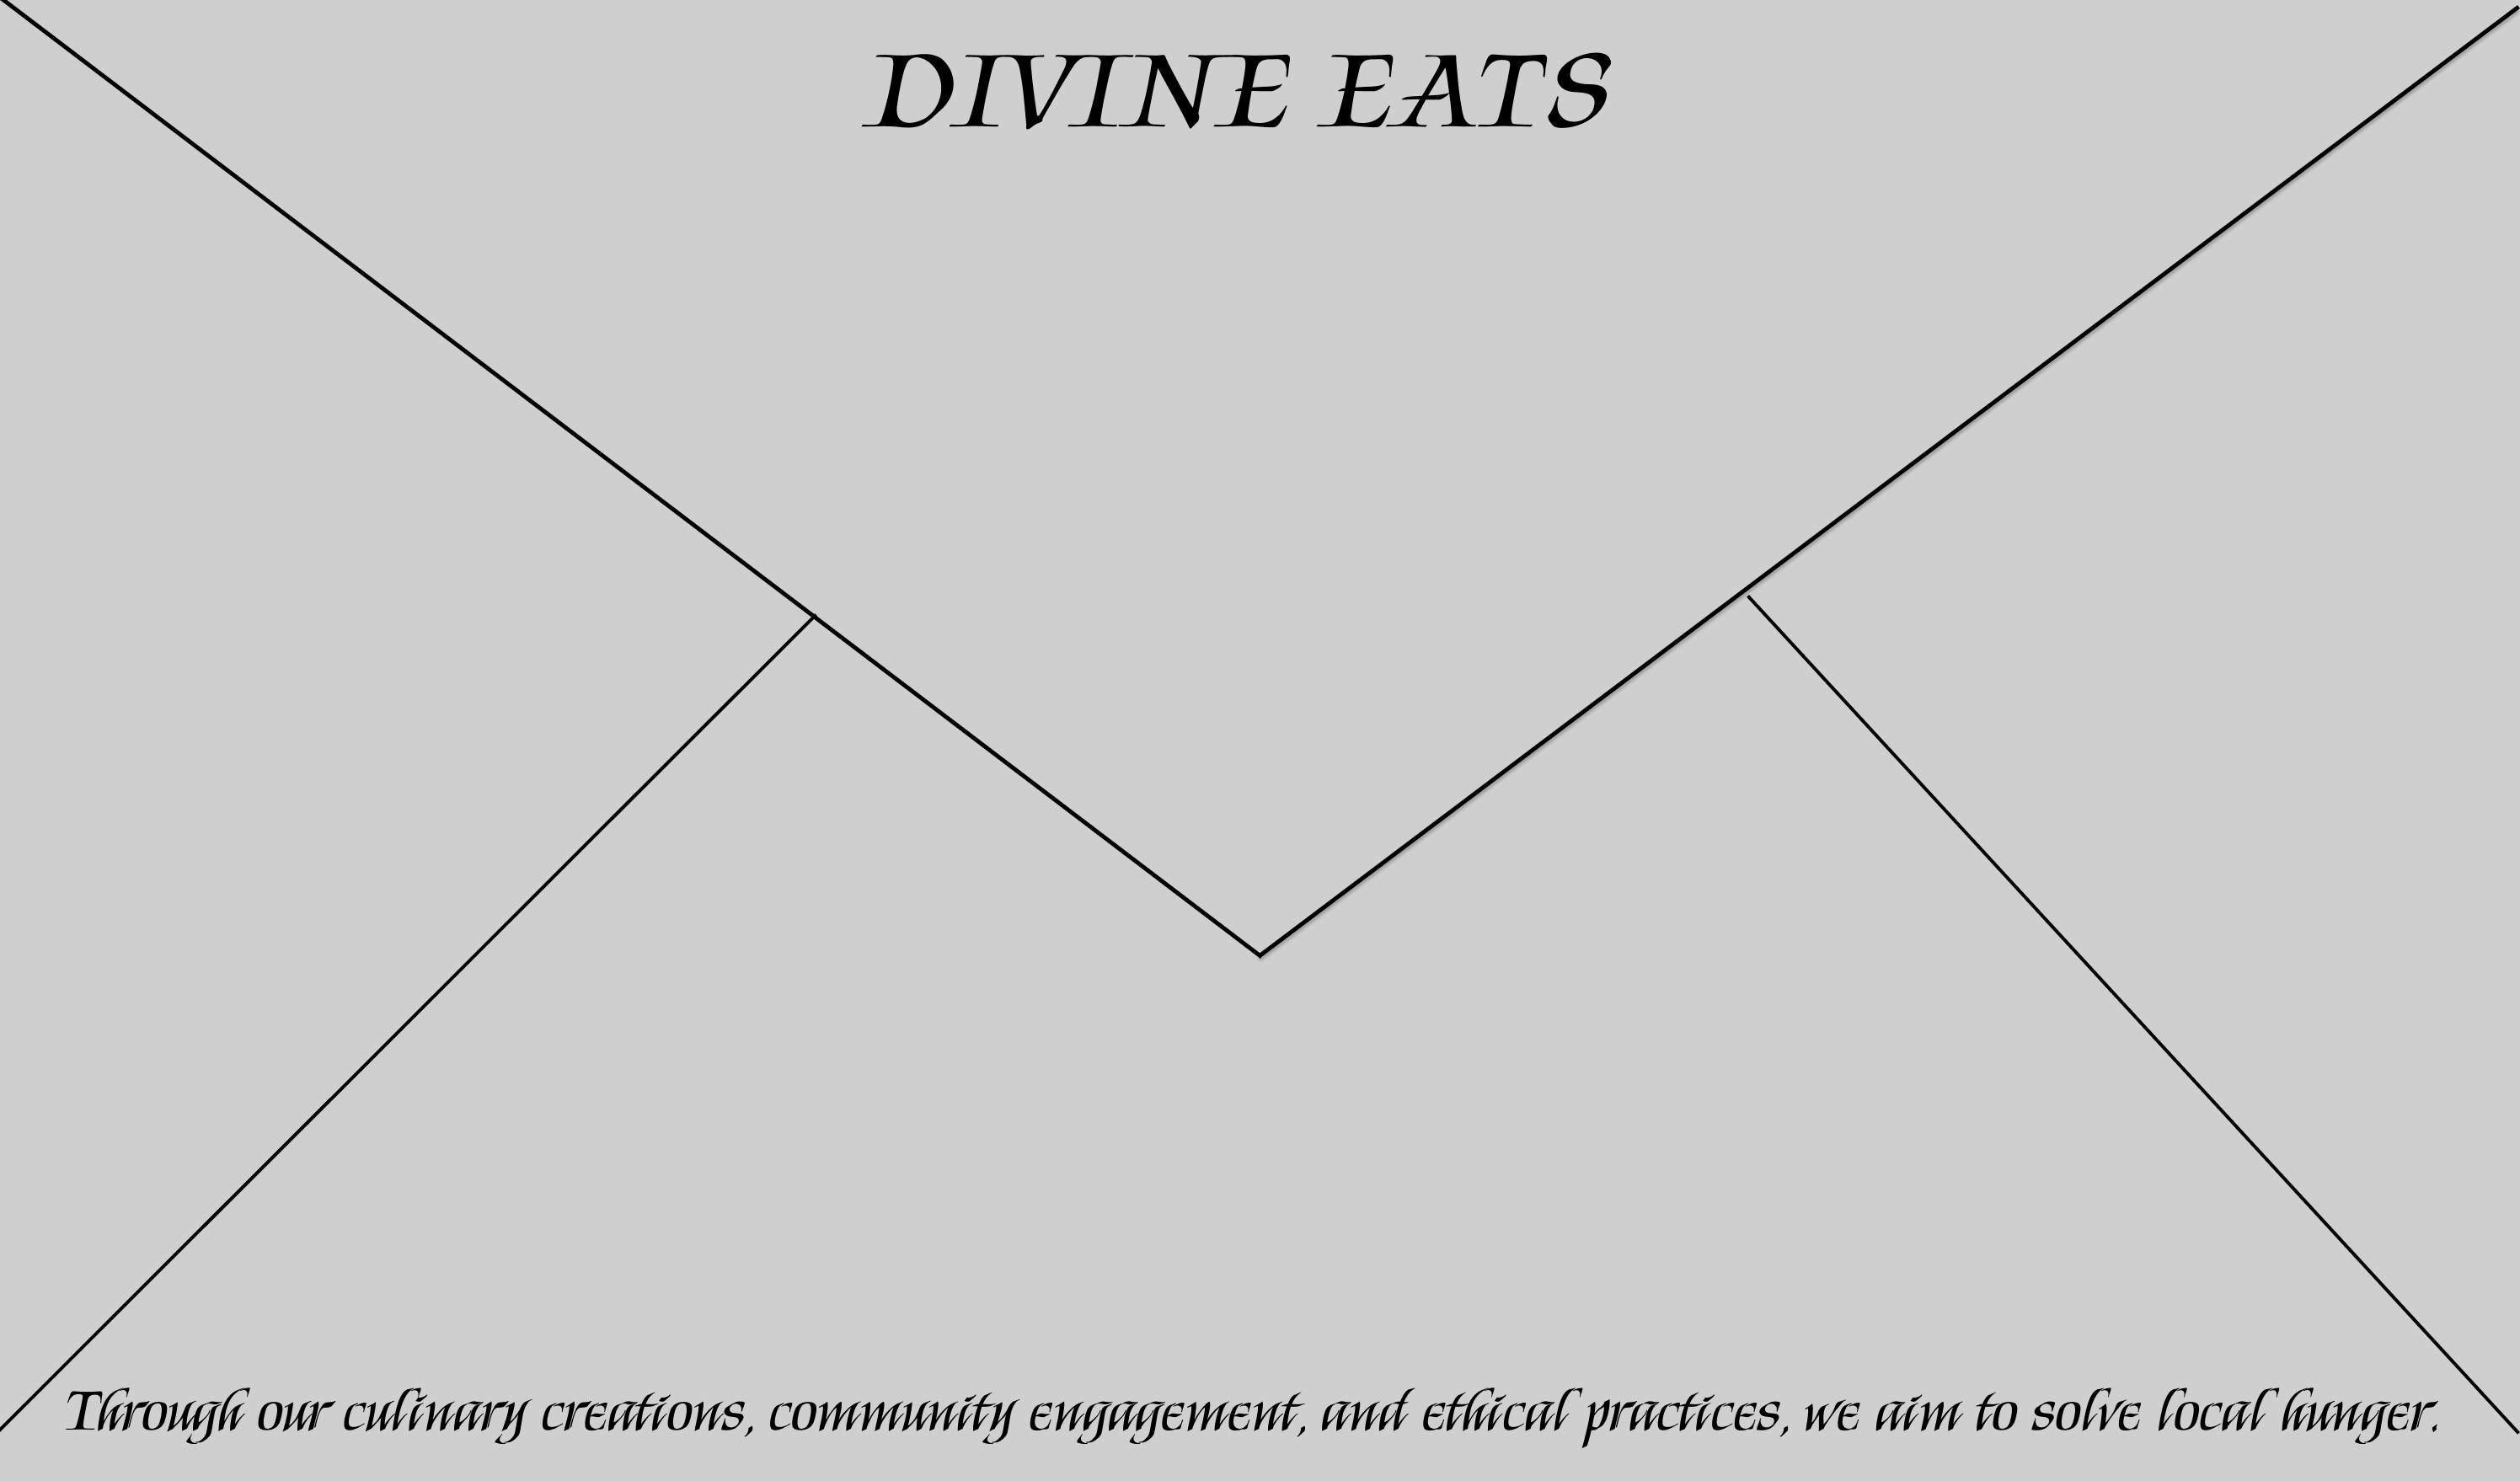 DIVINE EATS
Through our culinary creations, community engagement, and ethical practices, we aim to solve local hunger.